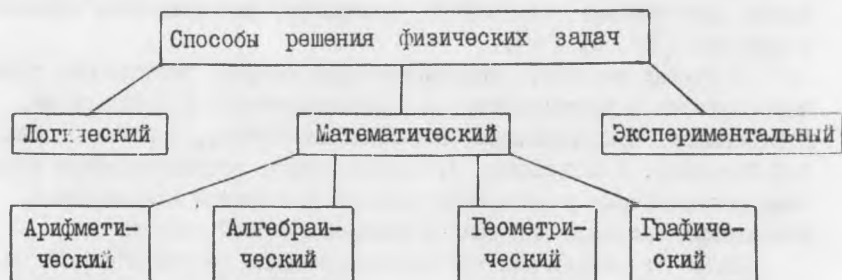 Способы решения физических задач
Логический
Математический
Экспериментальный
Арифмети-
ческий
Алгебраи-
ческий
Геометри-
ческий
Графиче-
ский